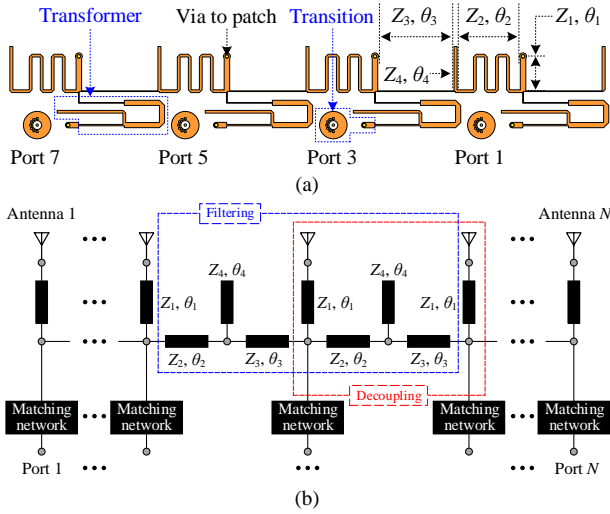 Transformer Via to patch Transition Z3, θ3 Z2, θ2 Z1, θ1
Z4, θ4
Port 7 Port 5 Port 3 Port 1
(a)
Antenna 1 Filtering Antenna N
Z4, θ4 Z4, θ4
Z1, θ1 Z1, θ1 Z1, θ1
Z2, θ2 Z3, θ3 Z2, θ2 Z3, θ3
Decoupling
Matching network Matching network Matching network Matching network Matching network
Port 1 Port N
(b)